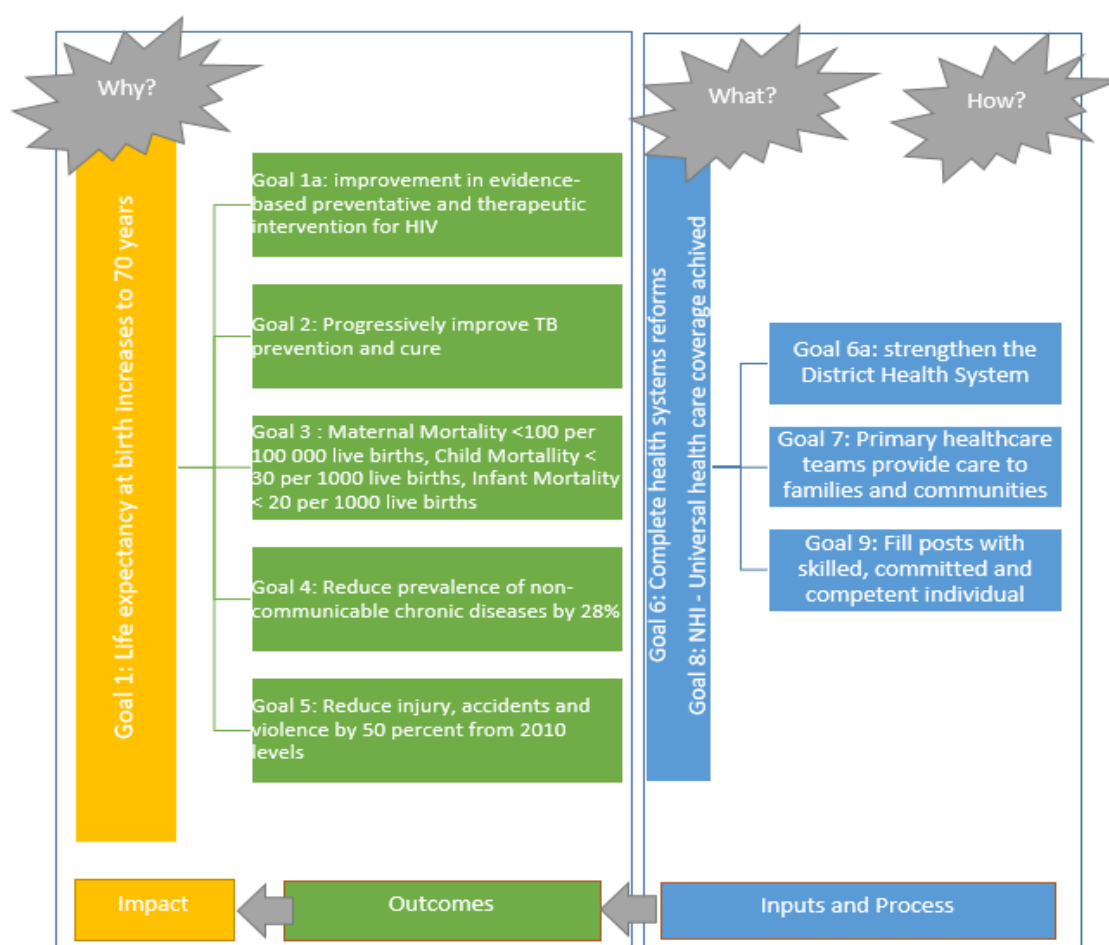 Why?
Goal 1: Life expectancy at birth increases to 70 years
Goal 1a: improvement in evidence-
based preventative and therapeutic
intervention for HIV
Goal 2: Progressively improve TB
prevention and cure
Goal 3 : Maternal Mortality <100 per
100 000 live births, Child Mortallity <
30 per 1000 live births, Infant Mortality
< 20 per 1000 live births
Goal 4: Reduce prevalence of non-
communicable chronic diseases by 28%
Goal 5: Reduce injury, accidents and
violence by 50 percent from 2010
levels
What?
How?
Goal 6: Complete health systems reforms
Goal 8: NHI - Universal health care coverage achived
Goal 6a: strengthen the
District Health System
Goal 7: Primary healthcare
teams provide care to
families and communities
Goal 9: Fill posts with
skilled, committed and
competent individual
Impact
Outcomes
Inputs and Process